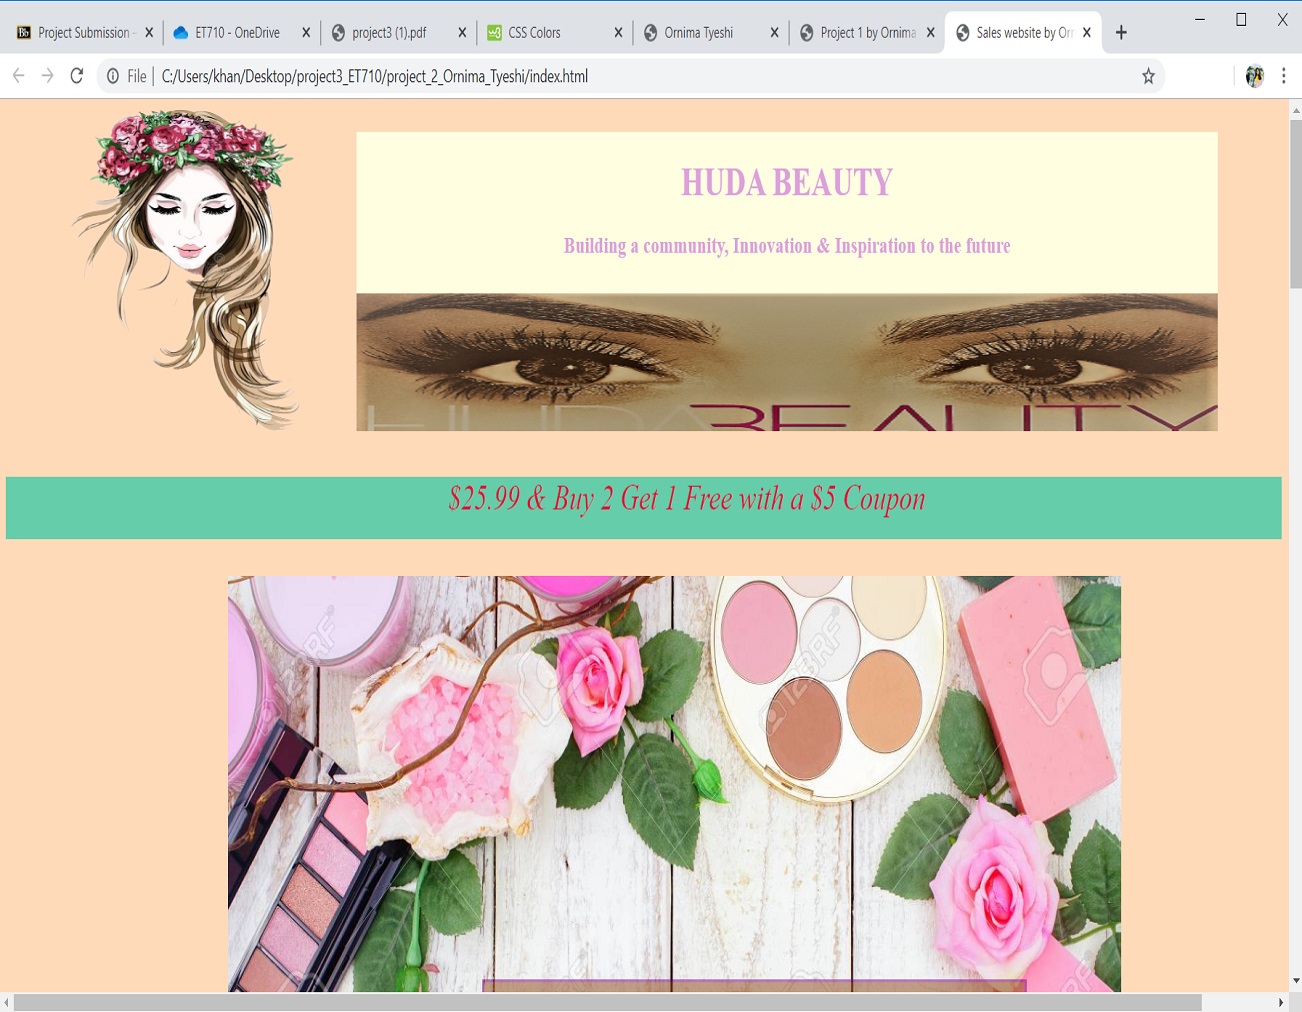 Project Submission -
ET710 - OneDrive
project3 (1).pdf
CSS Colors
Ornima Tyeshi
Project 1 by Ornima
Sales website by Orn
File | C:/Users/khan/Desktop/project3_ET710/project_2_Ornima_Tyeshi/index.html
HUDA BEAUTY
Building a community, Innovation & Inspiration to the future
HUDA BEAUTY
$25.99 & Buy 2 Get 1 Free with a $5 Coupon
123RF
123RF